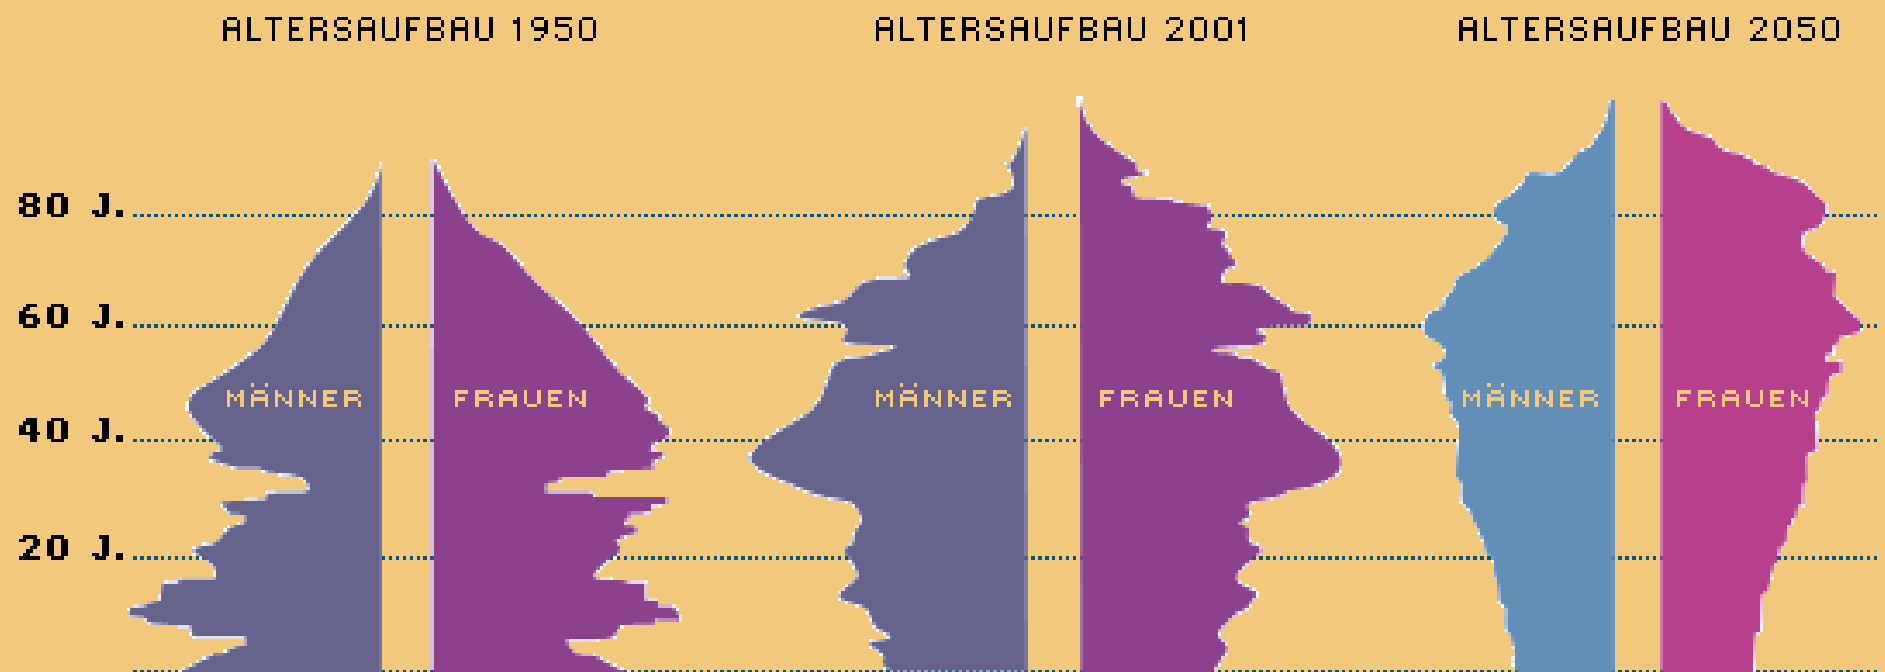 ALTERSAUFBAU 1950
ALTERSAUFBAU 2001
ALTERSAUFBAU 2050
80 J.
60 J.
MÄNNER
FRAUEN
MÄNNER
FRAUEN
MÄNNER
FRAUEN
40 J.
20 J.